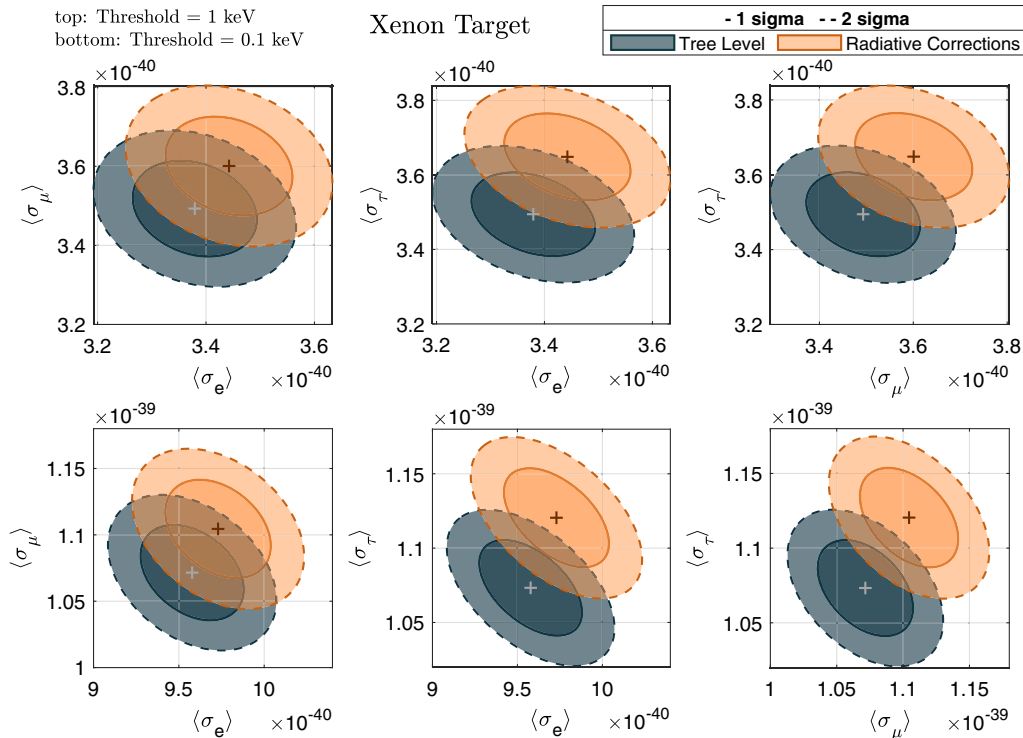 top: Threshold = 1 keV
bottom: Threshold = 0.1 keV
Xenon Target
- 1 sigma - - 2 sigma
Tree Level Radiative Corrections
×10⁻⁴⁰
3.8
3.6
3.4
3.2
⟨σ_μ⟩
3.2 3.4 3.6
⟨σ_e⟩ ×10⁻⁴⁰
×10⁻⁴⁰
3.8
3.6
3.4
3.2
⟨σ_τ⟩
3.2 3.4 3.6
⟨σ_e⟩ ×10⁻⁴⁰
×10⁻⁴⁰
3.8
3.6
3.4
3.2
⟨σ_τ⟩
3.4 3.6 3.8
⟨σ_μ⟩ ×10⁻⁴⁰
×10⁻³⁹
1.15
1.1
1.05
1
⟨σ_μ⟩
9 9.5 10
⟨σ_e⟩ ×10⁻⁴⁰
×10⁻³⁹
1.15
1.1
1.05
⟨σ_τ⟩
9 9.5 10
⟨σ_e⟩ ×10⁻⁴⁰
×10⁻³⁹
1.15
1.1
1.05
⟨σ_τ⟩
1 1.05 1.1 1.15
⟨σ_μ⟩ ×10⁻³⁹